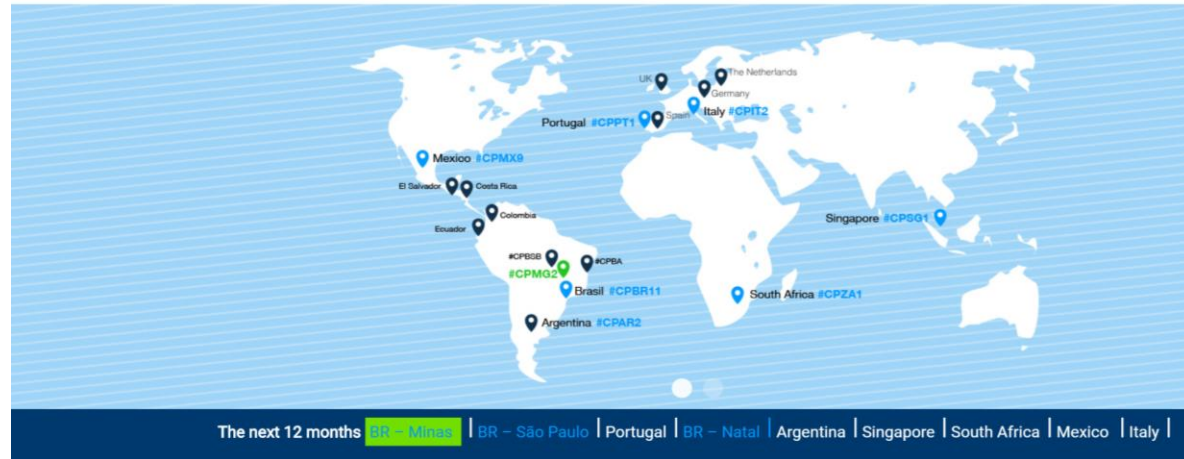 The Netherlands
UK
Germany
Italy #CPIT2
Portugal #CPPT1
Spain
Mexico #CPMX9
El Salvador
Costa Rica
Colombia
Singapore #CPSG1
Ecuador
#CPBSB
#CPBA
#CPMG2
Brasil #CPBR11
South Africa #CPZA1
Argentina #CPAR2
The next 12 months BR – Minas | BR – São Paulo | Portugal | BR – Natal | Argentina | Singapore | South Africa | Mexico | Italy |